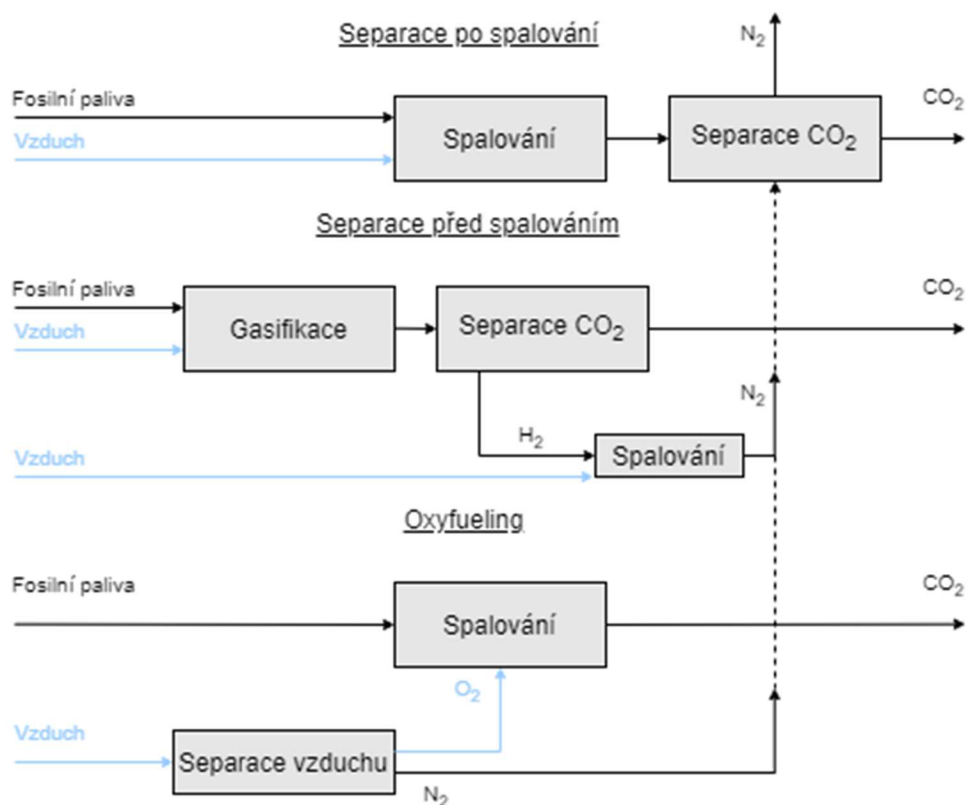 Separace po spalování
N₂
Fosilní paliva
CO₂
Vzduch
Spalování
Separace CO₂
Separace před spalováním
Fosilní paliva
CO₂
Vzduch
Gasifikace
Separace CO₂
N₂
H₂
Vzduch
Spalování
Oxyfueling
Fosilní paliva
CO₂
Spalování
O₂
Vzduch
Separace vzduchu
N₂